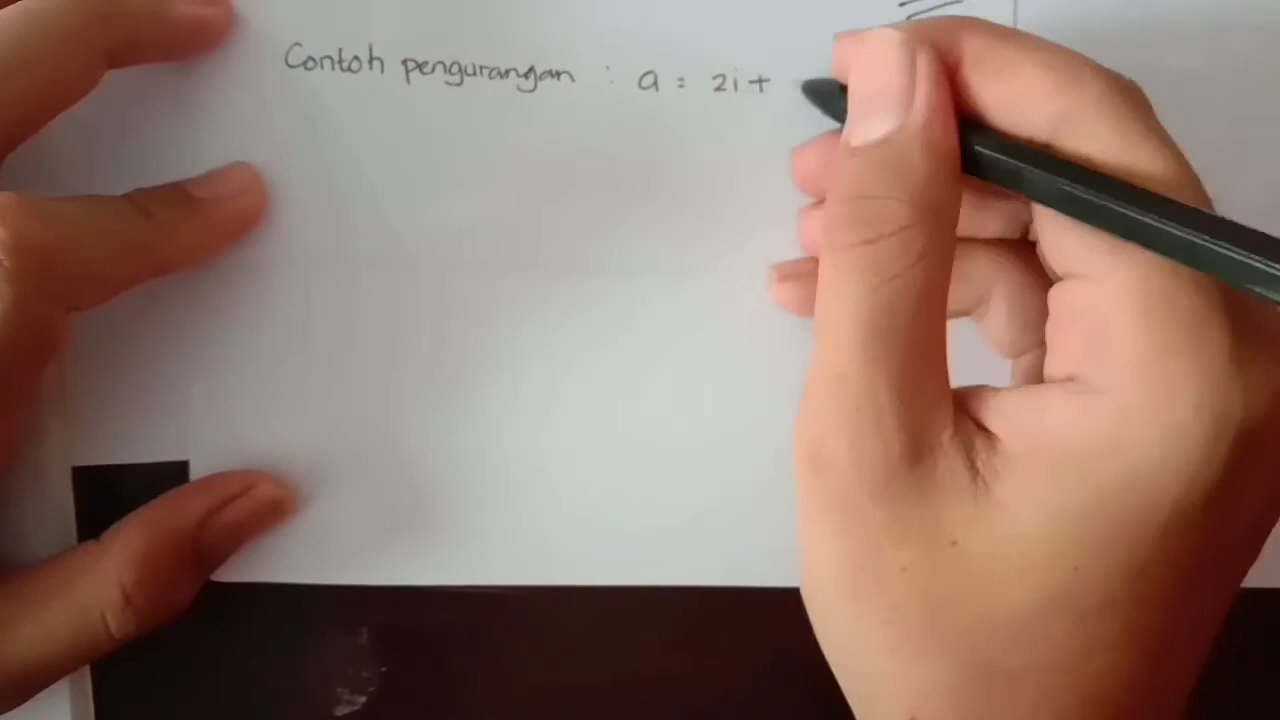 Contoh pengurangan : a = 2i +